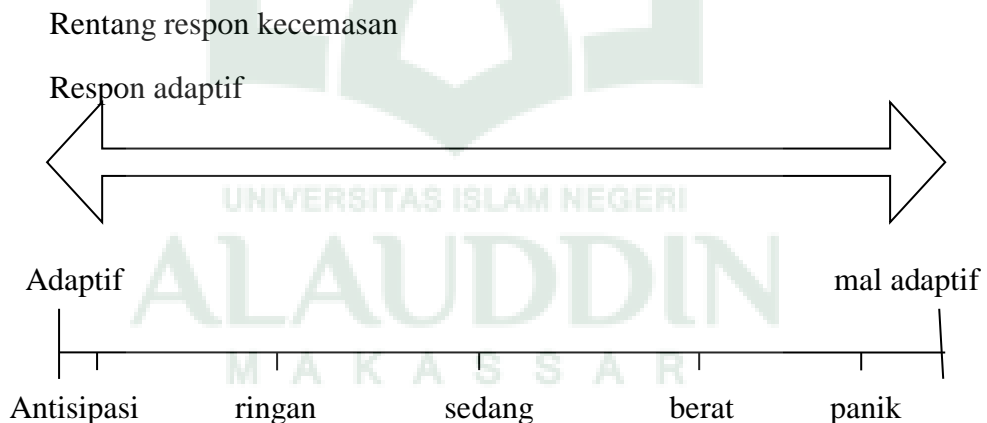 Rentang respon kecemasan
Respon adaptif
UNIVERSITAS ISLAM NEGERI
ALAUDDIN
Adaptif mal adaptif
MAKASSAR
Antisipasi ringan sedang berat panik